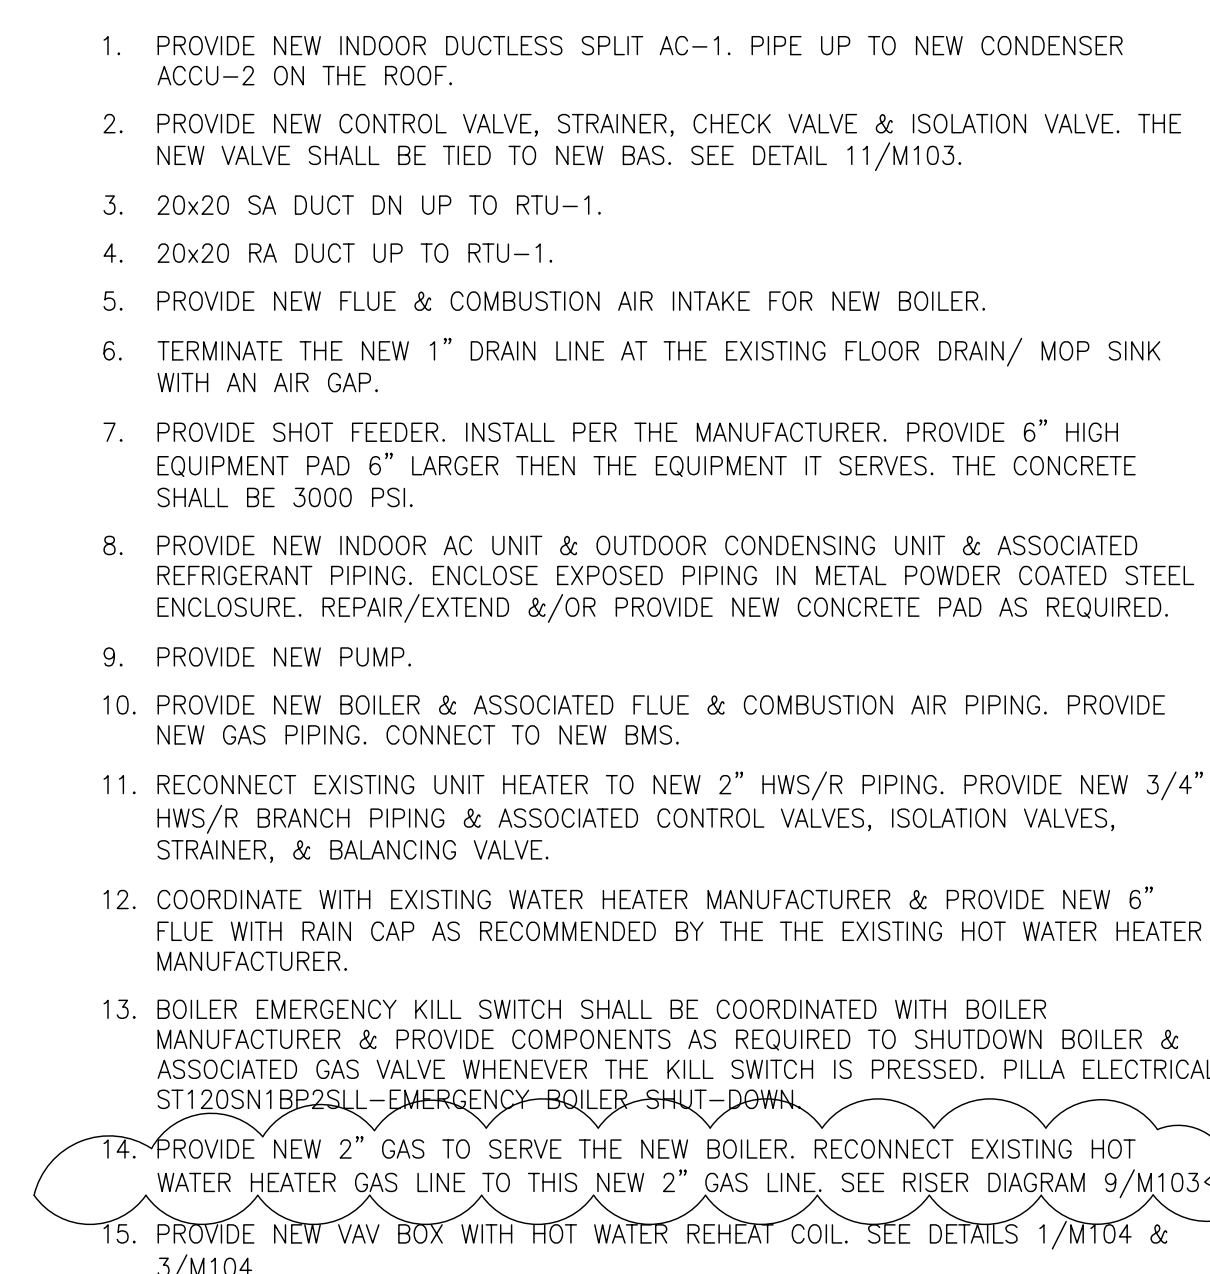 1. PROVIDE NEW INDOOR DUCTLESS SPLIT AC-1. PIPE UP TO NEW CONDENSER
ACCU-2 ON THE ROOF.
2. PROVIDE NEW CONTROL VALVE, STRAINER, CHECK VALVE & ISOLATION VALVE. THE
NEW VALVE SHALL BE TIED TO NEW BAS. SEE DETAIL 11/M103.
3. 20x20 SA DUCT DN UP TO RTU-1.
4. 20x20 RA DUCT UP TO RTU-1.
5. PROVIDE NEW FLUE & COMBUSTION AIR INTAKE FOR NEW BOILER.
6. TERMINATE THE NEW 1" DRAIN LINE AT THE EXISTING FLOOR DRAIN/ MOP SINK
WITH AN AIR GAP.
7. PROVIDE SHOT FEEDER. INSTALL PER THE MANUFACTURER. PROVIDE 6" HIGH
EQUIPMENT PAD 6" LARGER THEN THE EQUIPMENT IT SERVES. THE CONCRETE
SHALL BE 3000 PSI.
8. PROVIDE NEW INDOOR AC UNIT & OUTDOOR CONDENSING UNIT & ASSOCIATED
REFRIGERANT PIPING. ENCLOSE EXPOSED PIPING IN METAL POWDER COATED STEEL
ENCLOSURE. REPAIR/EXTEND &/OR PROVIDE NEW CONCRETE PAD AS REQUIRED.
9. PROVIDE NEW PUMP.
10. PROVIDE NEW BOILER & ASSOCIATED FLUE & COMBUSTION AIR PIPING. PROVIDE
NEW GAS PIPING. CONNECT TO NEW BMS.
11. RECONNECT EXISTING UNIT HEATER TO NEW 2" HWS/R PIPING. PROVIDE NEW 3/4"
HWS/R BRANCH PIPING & ASSOCIATED CONTROL VALVES, ISOLATION VALVES,
STRAINER, & BALANCING VALVE.
12. COORDINATE WITH EXISTING WATER HEATER MANUFACTURER & PROVIDE NEW 6"
FLUE WITH RAIN CAP AS RECOMMENDED BY THE THE EXISTING HOT WATER HEATER
MANUFACTURER.
13. BOILER EMERGENCY KILL SWITCH SHALL BE COORDINATED WITH BOILER
MANUFACTURER & PROVIDE COMPONENTS AS REQUIRED TO SHUTDOWN BOILER &
ASSOCIATED GAS VALVE WHENEVER THE KILL SWITCH IS PRESSED. PILLA ELECTRICAL
ST120SN1BP2SLL-EMERGENCY BOILER SHUT-DOWN.
14. PROVIDE NEW 2" GAS TO SERVE THE NEW BOILER. RECONNECT EXISTING HOT
WATER HEATER GAS LINE TO THIS NEW 2" GAS LINE. SEE RISER DIAGRAM 9/M103
15. PROVIDE NEW VAV BOX WITH HOT WATER REHEAT COIL. SEE DETAILS 1/M104 &
3/M104